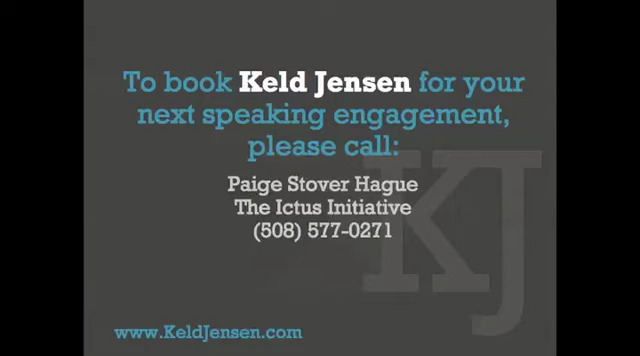 To book Keld Jensen for your
next speaking engagement,
please call:
Paige Stover Hague
The Ictus Initiative
(508) 577-0271
KJ
www.KeldJensen.com